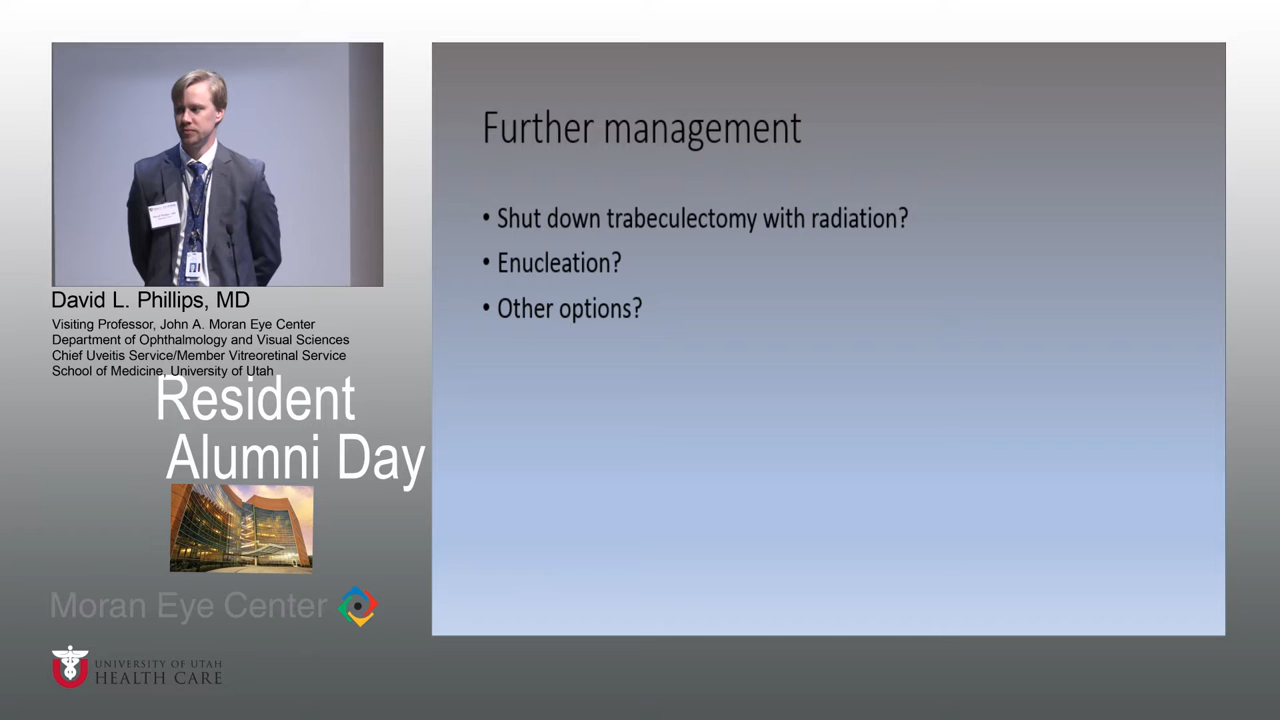 David L. Phillips, MD
Visiting Professor, John A. Moran Eye Center
Department of Ophthalmology and Visual Sciences
Chief Uveitis Service/Member Vitreoretinal Service
School of Medicine, University of Utah
Resident
Alumni Day
Moran Eye Center
UNIVERSITY OF UTAH
HEALTH CARE
Further management
• Shut down trabeculectomy with radiation?
• Enucleation?
• Other options?